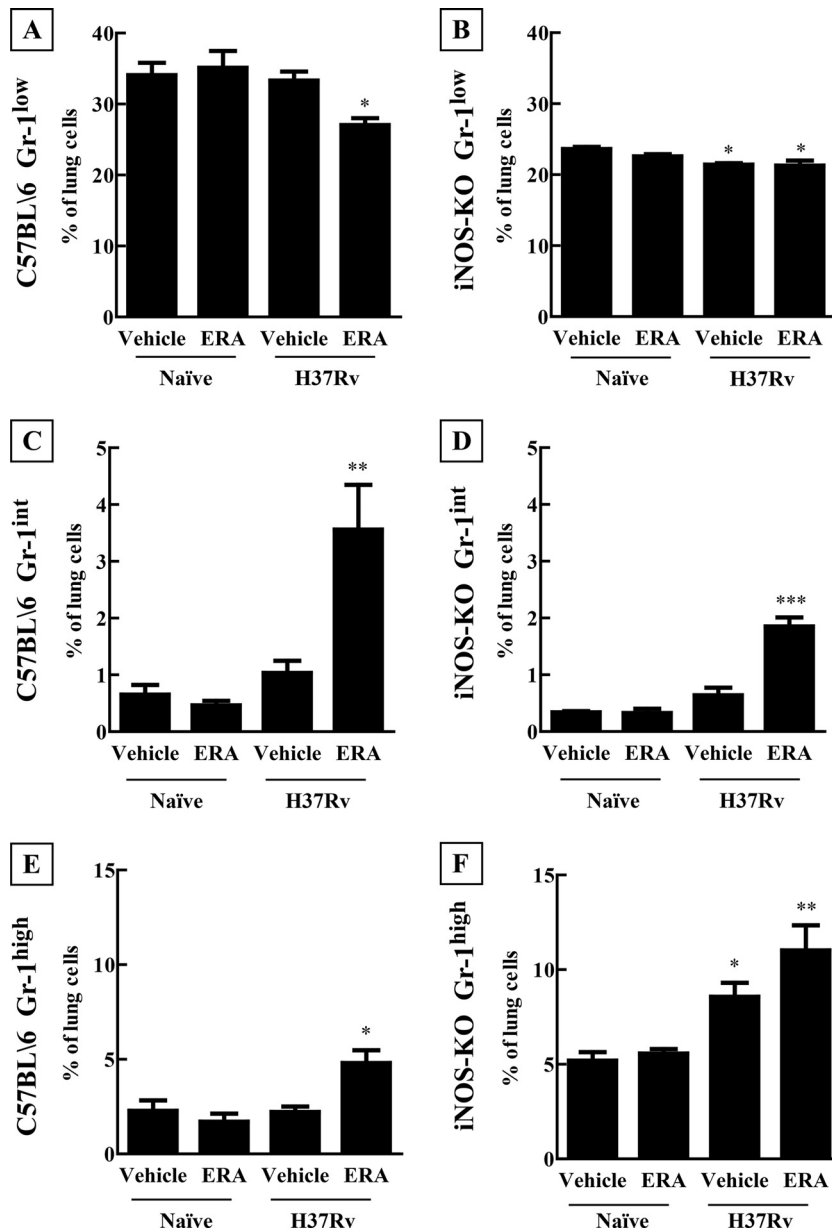 A
C57BL\6 Gr-1low
% of lung cells
40
30
20
10
0
*
Vehicle ERA Vehicle ERA
Naïve H37Rv
B
iNOS-KO Gr-1low
% of lung cells
40
30
20
10
0
* *
Vehicle ERA Vehicle ERA
Naïve H37Rv
C
C57BL\6 Gr-1int
% of lung cells
5
4
3
2
1
0
**
Vehicle ERA Vehicle ERA
Naïve H37Rv
D
iNOS-KO Gr-1int
% of lung cells
5
4
3
2
1
0
***
Vehicle ERA Vehicle ERA
Naïve H37Rv
E
C57BL\6 Gr-1high
% of lung cells
15
10
5
0
*
Vehicle ERA Vehicle ERA
Naïve H37Rv
F
iNOS-KO Gr-1high
% of lung cells
15
10
5
0
* **
Vehicle ERA Vehicle ERA
Naïve H37Rv